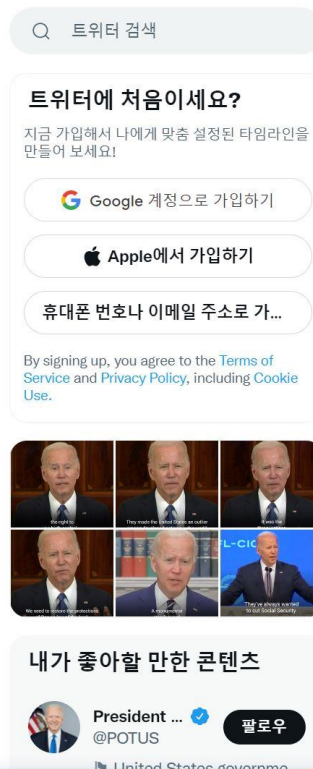 트위터 검색
트위터에 처음이세요?
지금 가입해서 나에게 맞춤 설정된 타임라인을
만들어 보세요!
Google 계정으로 가입하기
Apple에서 가입하기
휴대폰 번호나 이메일 주소로 가...
By signing up, you agree to the Terms of
Service and Privacy Policy, including Cookie
Use.
the right to
They made the United States an outlier
It was the
We need to restore the protections
A monumental
FL-CIO
They've always wanted
to cut Social Security
내가 좋아할 만한 콘텐츠
President ...
팔로우
@POTUS
United States governme